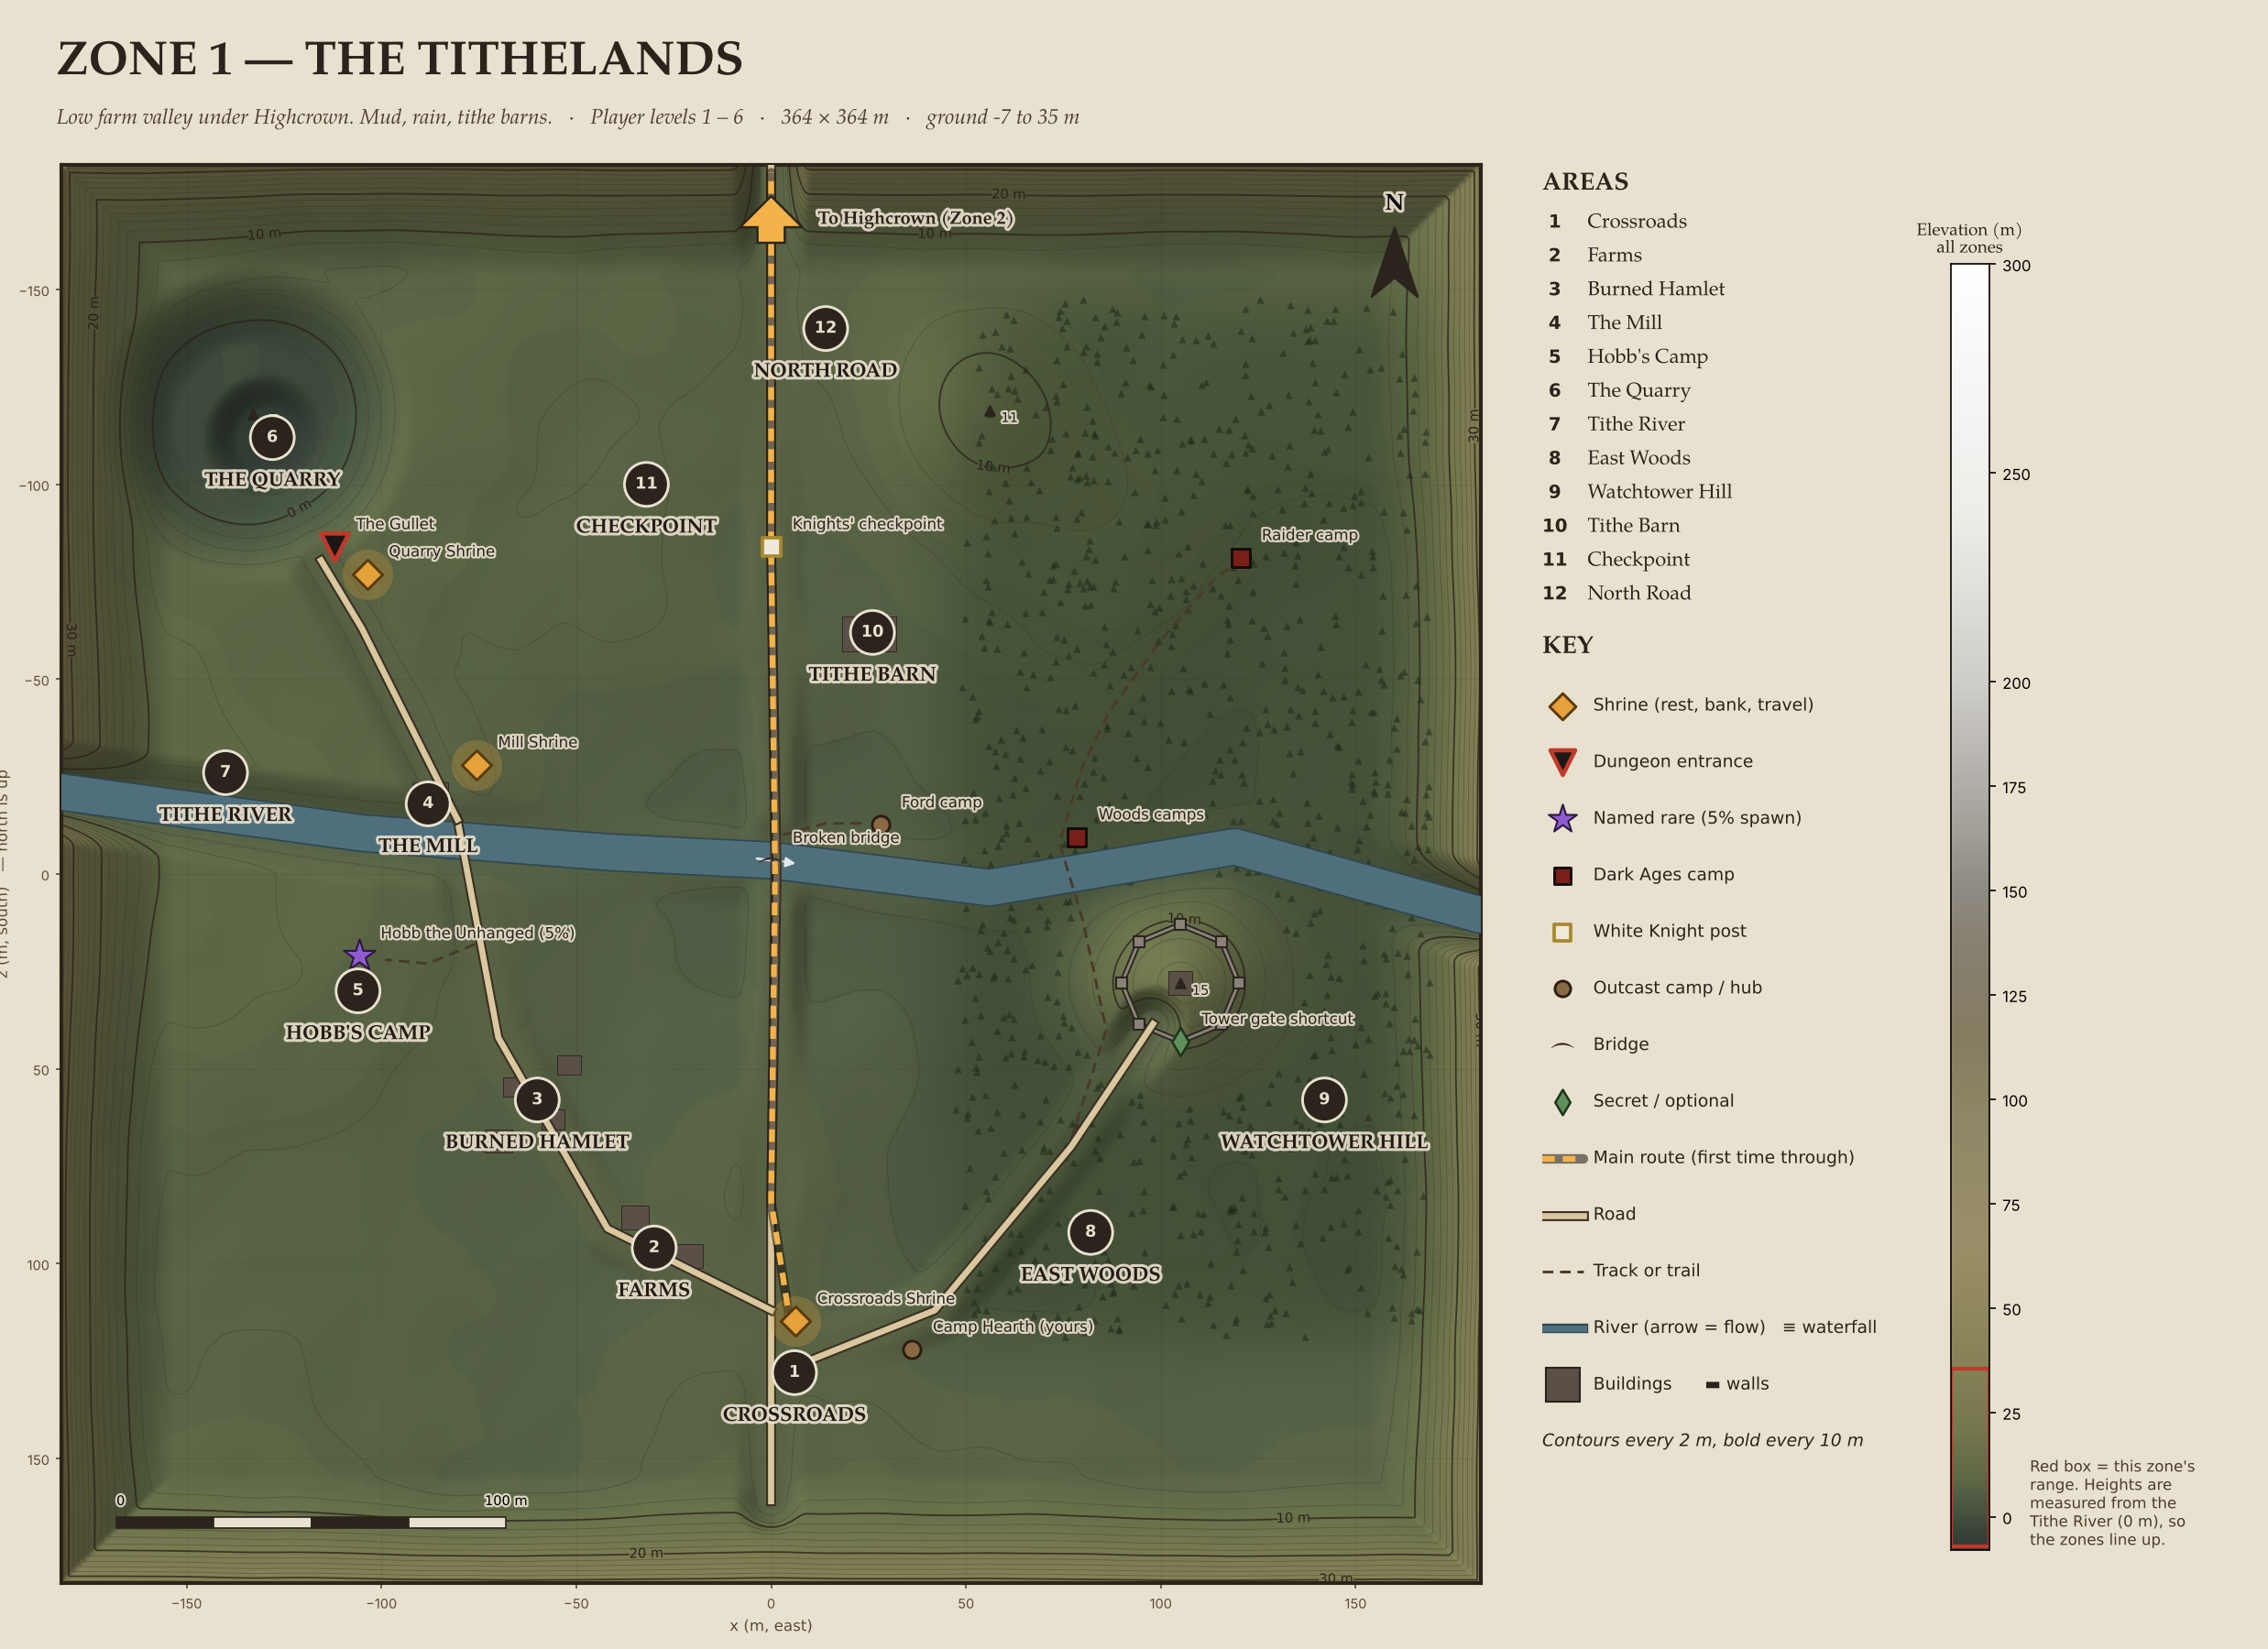 ZONE 1 — THE TITHELANDS
Low farm valley under Highcrown. Mud, rain, tithe barns. · Player levels 1 – 6 · 364 × 364 m · ground -7 to 35 m
20 m
N
To Highcrown (Zone 2)
10 m
10 m
−150
20 m
12
NORTH ROAD
11
30 m
6
10 m
THE QUARRY
−100
11
0 m
CHECKPOINT
The Gullet
Knights' checkpoint
Raider camp
Quarry Shrine
30 m
10
TITHE BARN
−50
Mill Shrine
7
4
Ford camp
TITHE RIVER
Woods camps
THE MILL
Broken bridge
0
z (m, south) — north is up
10 m
Hobb the Unhanged (5%)
5
15
HOBB'S CAMP
Tower gate shortcut
50
3
9
BURNED HAMLET
WATCHTOWER HILL
8
2
100
EAST WOODS
FARMS
Crossroads Shrine
Camp Hearth (yours)
1
CROSSROADS
150
0
100 m
10 m
20 m
30 m
−150
−100
−50
0
50
100
150
x (m, east)
AREAS
1 Crossroads
2 Farms
3 Burned Hamlet
4 The Mill
5 Hobb's Camp
6 The Quarry
7 Tithe River
8 East Woods
9 Watchtower Hill
10 Tithe Barn
11 Checkpoint
12 North Road
KEY
Shrine (rest, bank, travel)
Dungeon entrance
Named rare (5% spawn)
Dark Ages camp
White Knight post
Outcast camp / hub
Bridge
Secret / optional
Main route (first time through)
Road
Track or trail
River (arrow = flow) ≡ waterfall
Buildings
walls
Contours every 2 m, bold every 10 m
Elevation (m)
all zones
300
250
200
175
150
125
100
75
50
25
0
Red box = this zone's
range. Heights are
measured from the
Tithe River (0 m), so
the zones line up.